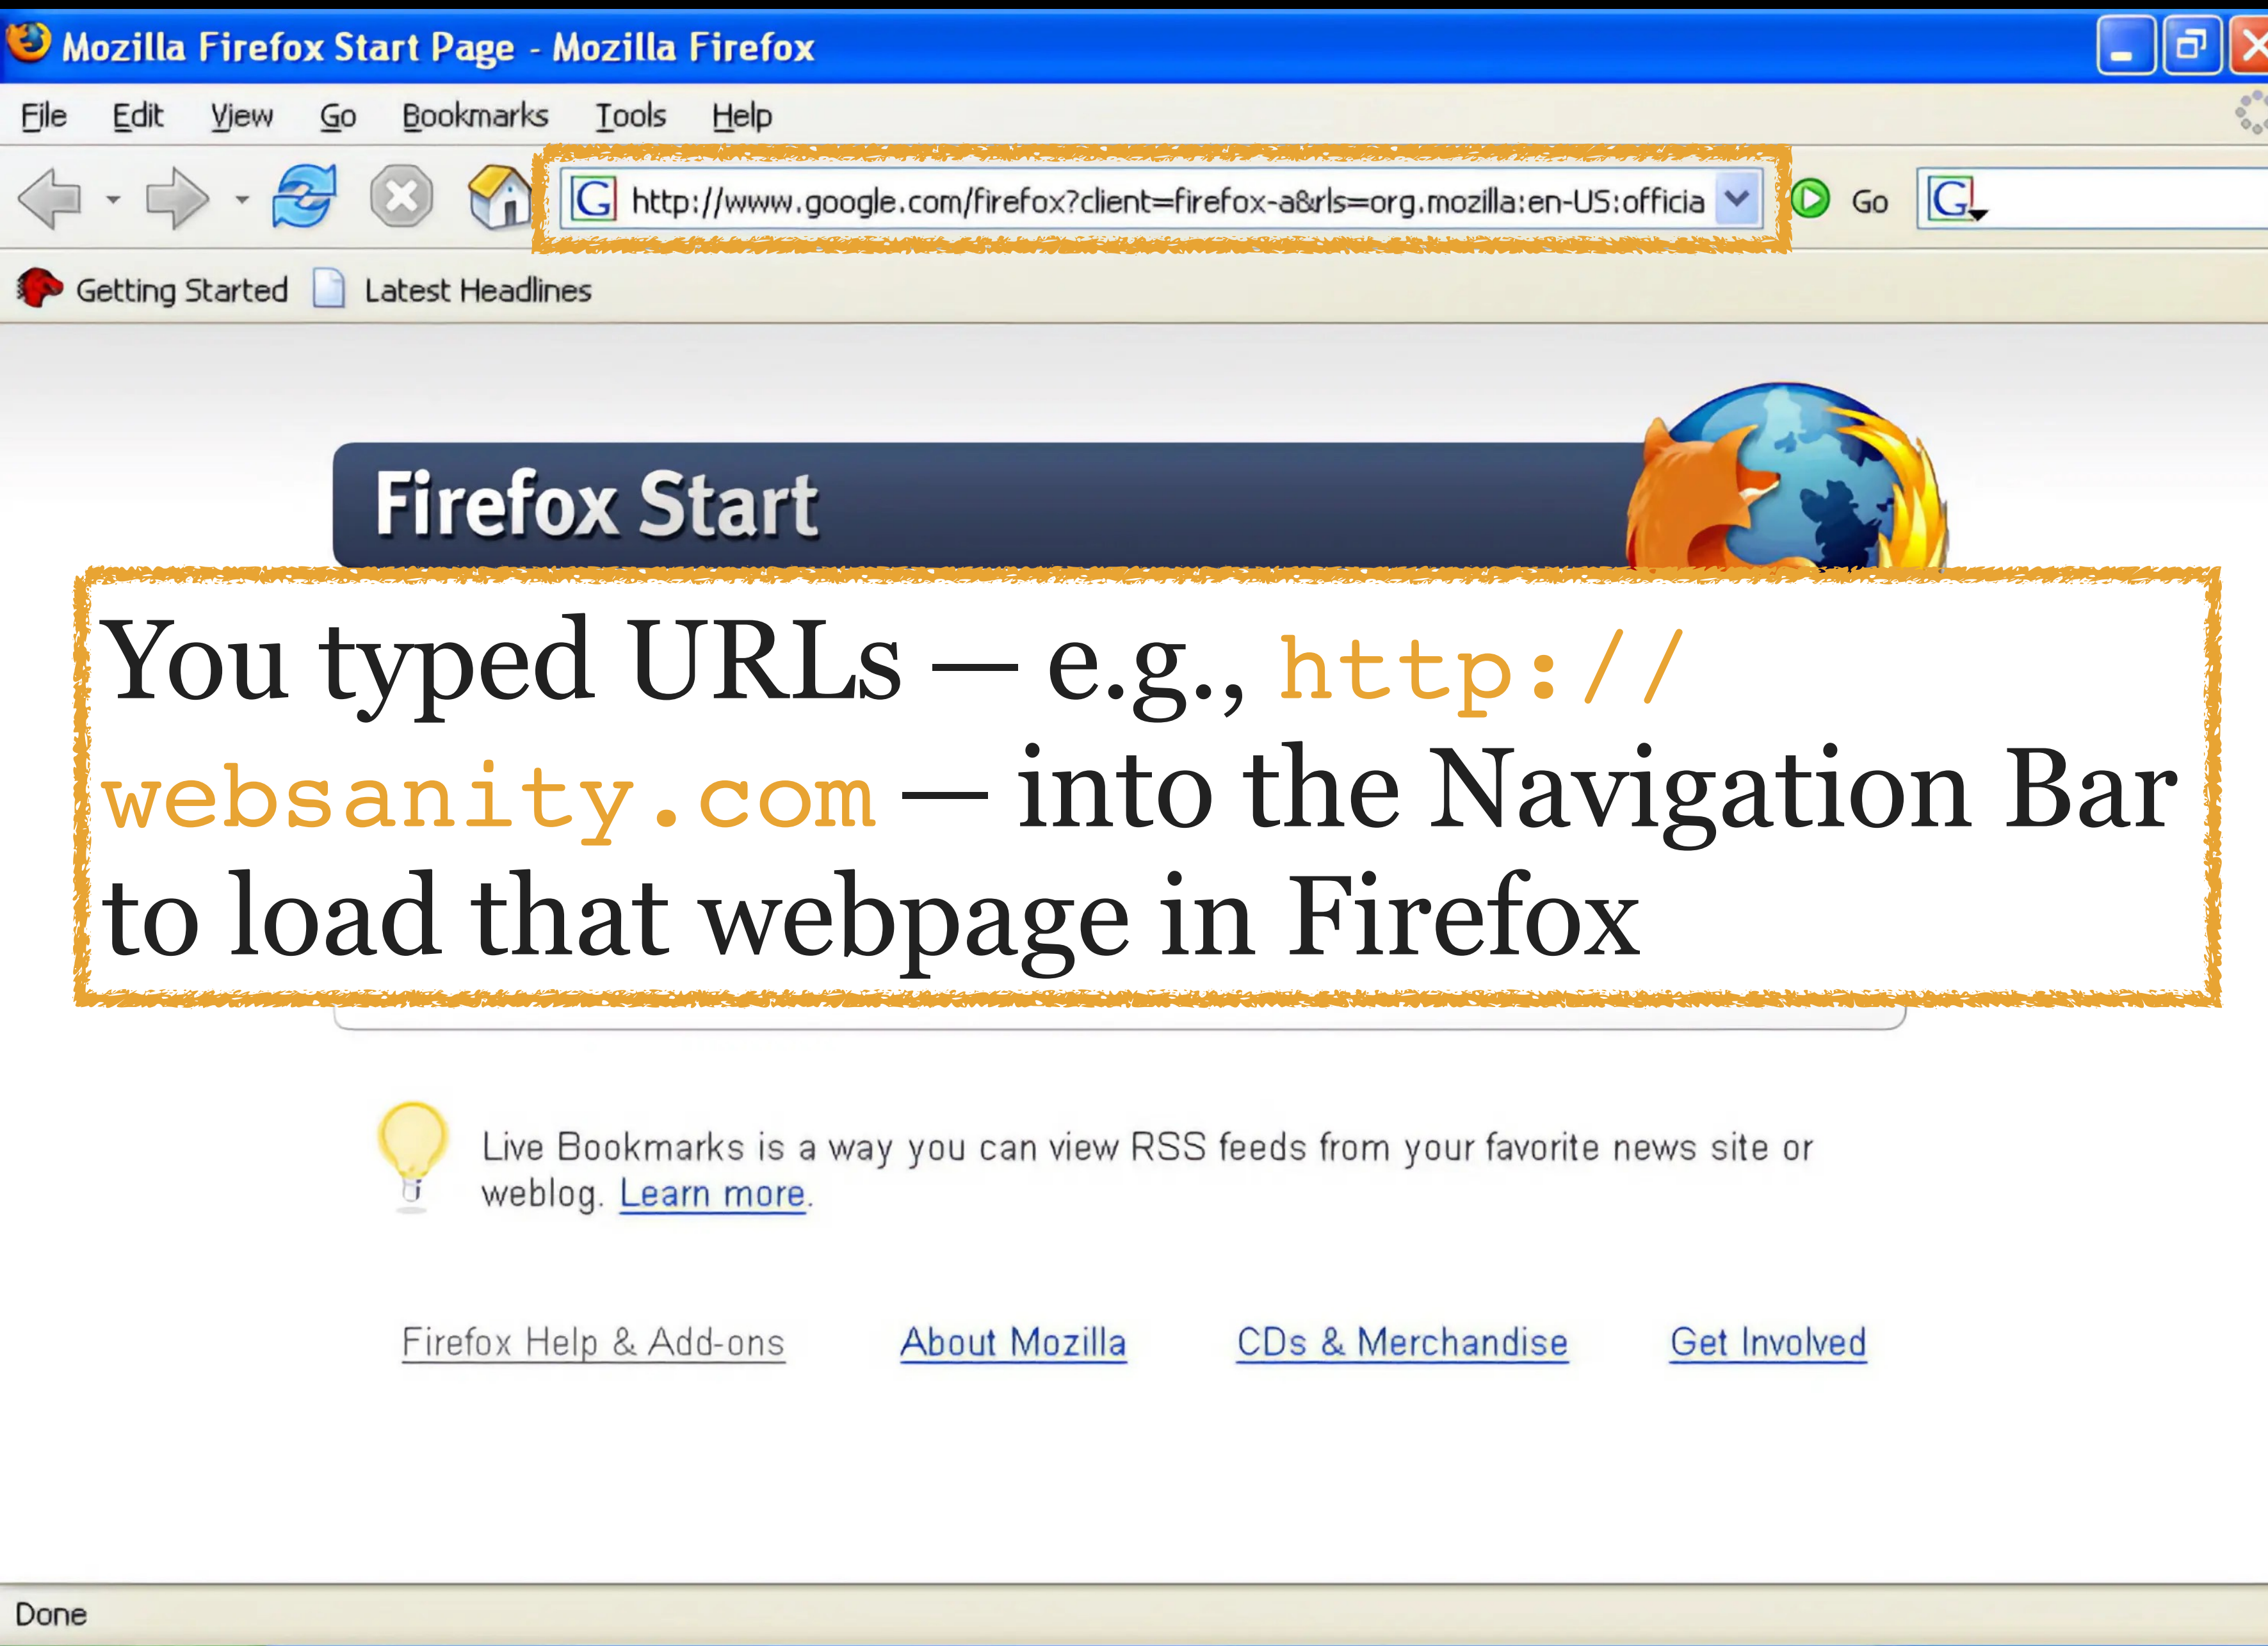 Mozilla Firefox Start Page - Mozilla Firefox
File Edit View Go Bookmarks Tools Help
G http://www.google.com/firefox?client=firefox-a&rls=org.mozilla:en-US:officia Go G
Getting Started Latest Headlines
Firefox Start
You typed URLs — e.g., http://
websanity.com — into the Navigation Bar
to load that webpage in Firefox
Live Bookmarks is a way you can view RSS feeds from your favorite news site or
weblog. Learn more.
Firefox Help & Add-ons About Mozilla CDs & Merchandise Get Involved
Done